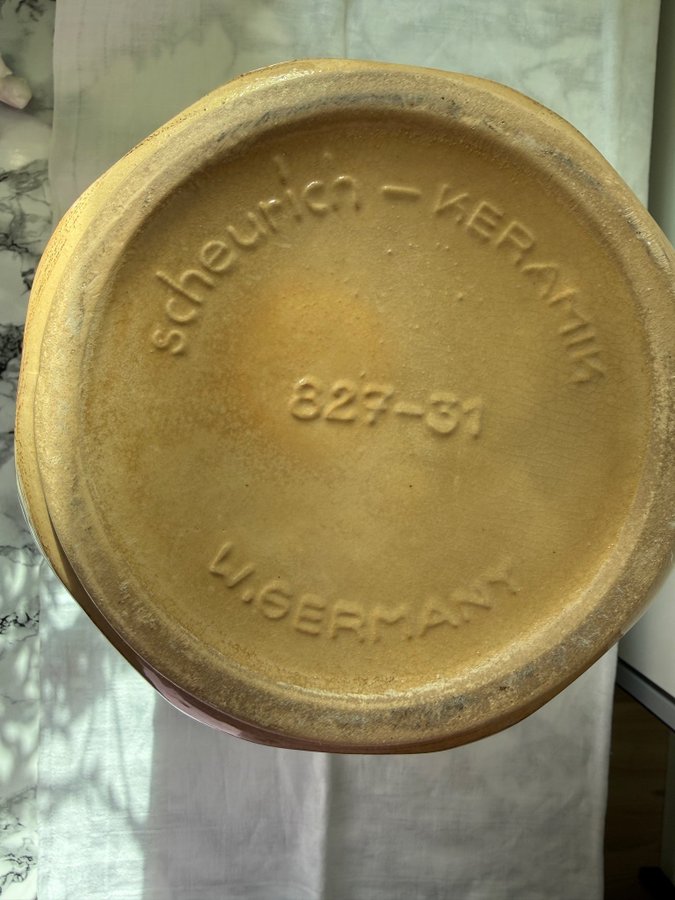 scheurich – KERAMIK
827-31
W.GERMANY